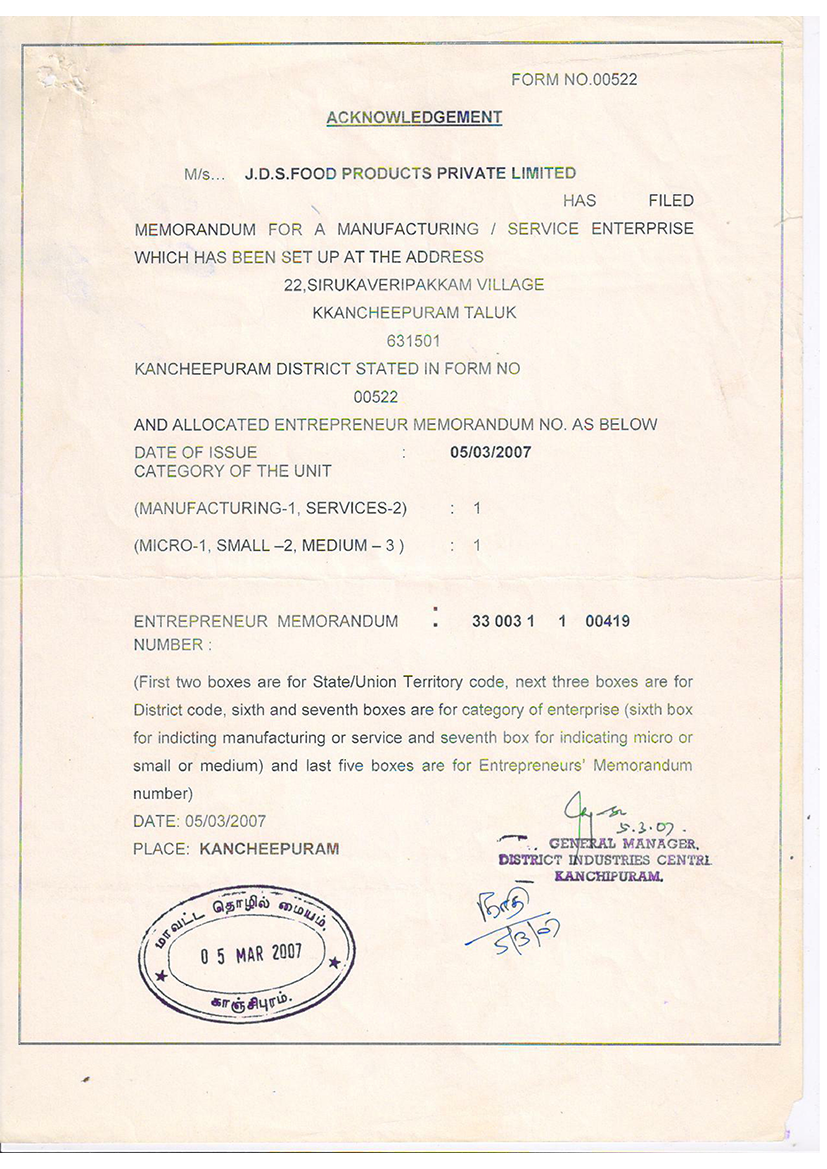 FORM NO.00522
ACKNOWLEDGEMENT
M/s... J.D.S.FOOD PRODUCTS PRIVATE LIMITED
HAS FILED
MEMORANDUM FOR A MANUFACTURING / SERVICE ENTERPRISE
WHICH HAS BEEN SET UP AT THE ADDRESS
22,SIRUKAVERIPAKKAM VILLAGE
KKANCHEEPURAM TALUK
631501
KANCHEEPURAM DISTRICT STATED IN FORM NO
00522
AND ALLOCATED ENTREPRENEUR MEMORANDUM NO. AS BELOW
DATE OF ISSUE : 05/03/2007
CATEGORY OF THE UNIT
(MANUFACTURING-1, SERVICES-2) : 1
(MICRO-1, SMALL –2, MEDIUM – 3 ) : 1
ENTREPRENEUR MEMORANDUM : 33 003 1 1 00419
NUMBER :
(First two boxes are for State/Union Territory code, next three boxes are for
District code, sixth and seventh boxes are for category of enterprise (sixth box
for indicting manufacturing or service and seventh box for indicating micro or
small or medium) and last five boxes are for Entrepreneurs' Memorandum
number)
DATE: 05/03/2007
PLACE: KANCHEEPURAM
5.3.07.
GENERAL MANAGER,
DISTRICT INDUSTRIES CENTRE
KANCHIPURAM.
5/3/07
மாவட்ட தொழில் மையம்.
05 MAR 2007
காஞ்சிபுரம்.